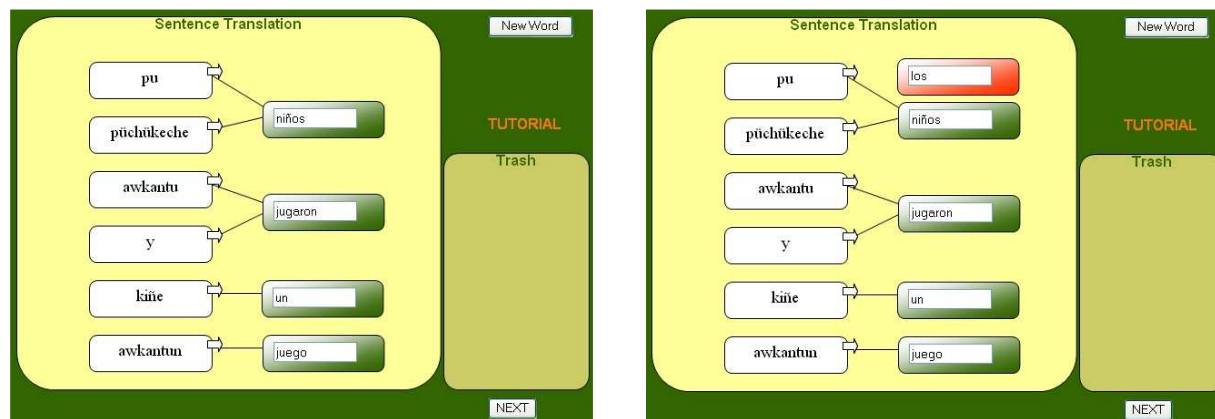 Sentence Translation
New Word
pu
niños
püchükeche
TUTORIAL
Trash
awkantu
jugaron
y
kiñe
un
awkantun
juego
NEXT
Sentence Translation
New Word
los
pu
niños
püchükeche
TUTORIAL
Trash
awkantu
jugaron
y
kiñe
un
awkantun
juego
NEXT